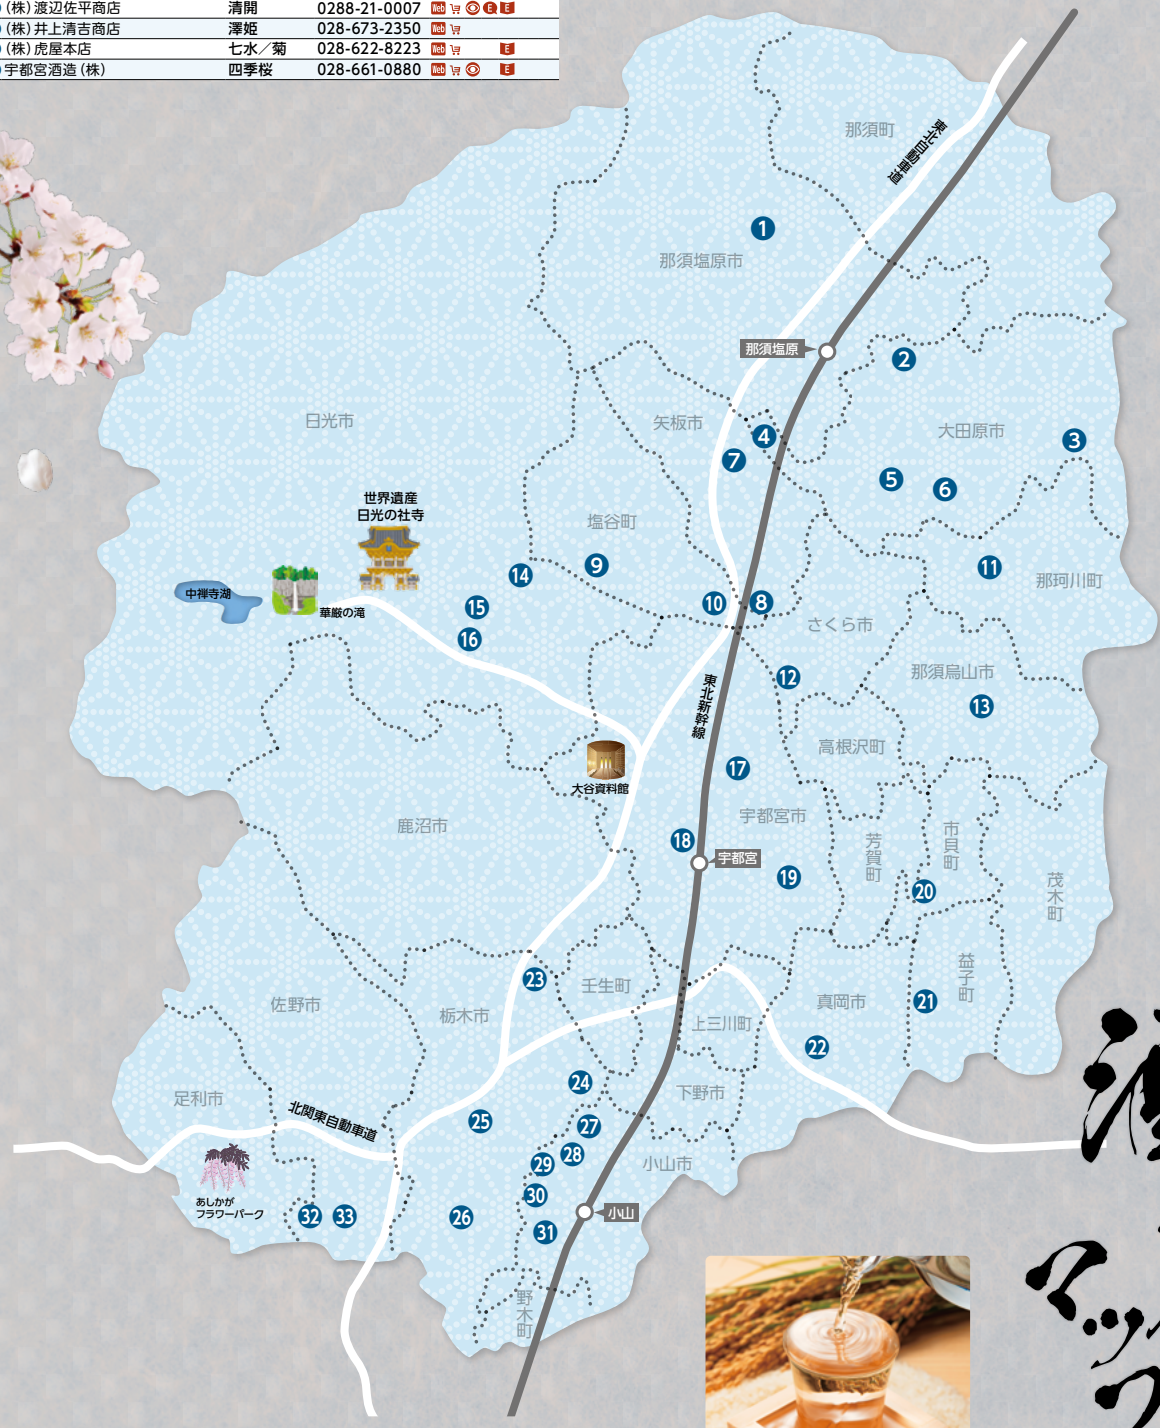 (株)渡辺佐平商店 清開 0288-21-0007 Web E E
(株)井上清吉商店 澤姫 028-673-2350 Web
(株)虎屋本店 七水／菊 028-622-8223 Web E
宇都宮酒造(株) 四季桜 028-661-0880 Web E
那須町
東北自動車道
1
那須塩原市
那須塩原
2
日光市
矢板市
4
大田原市
3
7
5
6
世界遺産
日光の社寺
塩谷町
9
11
那珂川町
14
中禅寺湖
華厳の滝
15
10
8
さくら市
16
那須烏山市
12
13
東北新幹線
高根沢町
17
大谷資料館
鹿沼市
宇都宮市
18
宇都宮
芳賀町
市貝町
19
20
茂木町
23
壬生町
益子町
佐野市
栃木市
真岡市
21
上三川町
22
足利市
24
下野市
北関東自動車道
25
27
28
29
小山市
あしかが
フラワーパーク
30
32
33
26
31
小山
野木町
酒
マップ